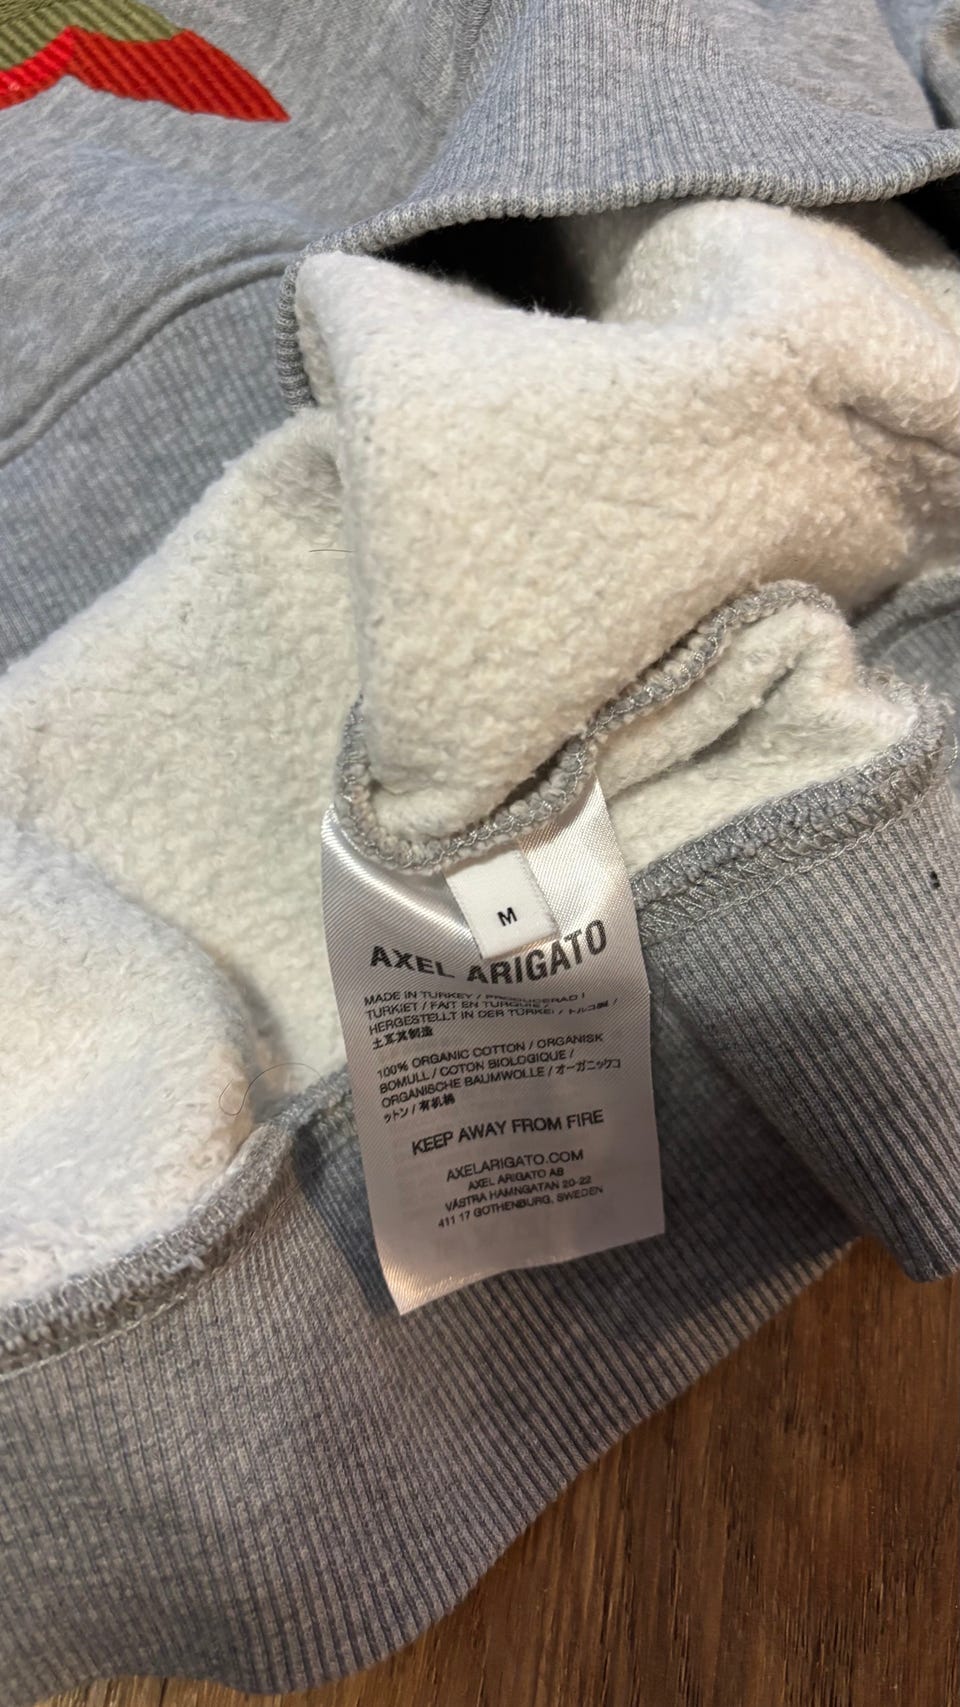 M
AXEL ARIGATO
MADE IN TURKEY / PRODUCERAD I
TURKIET / FAIT EN TURQUIE /
HERGESTELLT IN DER TÜRKEI / トルコ製 /
土耳其制造
100% ORGANIC COTTON / ORGANISK
BOMULL / COTON BIOLOGIQUE /
ORGANISCHE BAUMWOLLE / オーガニックコ
ットン / 有机棉
KEEP AWAY FROM FIRE
AXELARIGATO.COM
AXEL ARIGATO AB
VÄSTRA HAMNGATAN 20-22
411 17 GOTHENBURG, SWEDEN